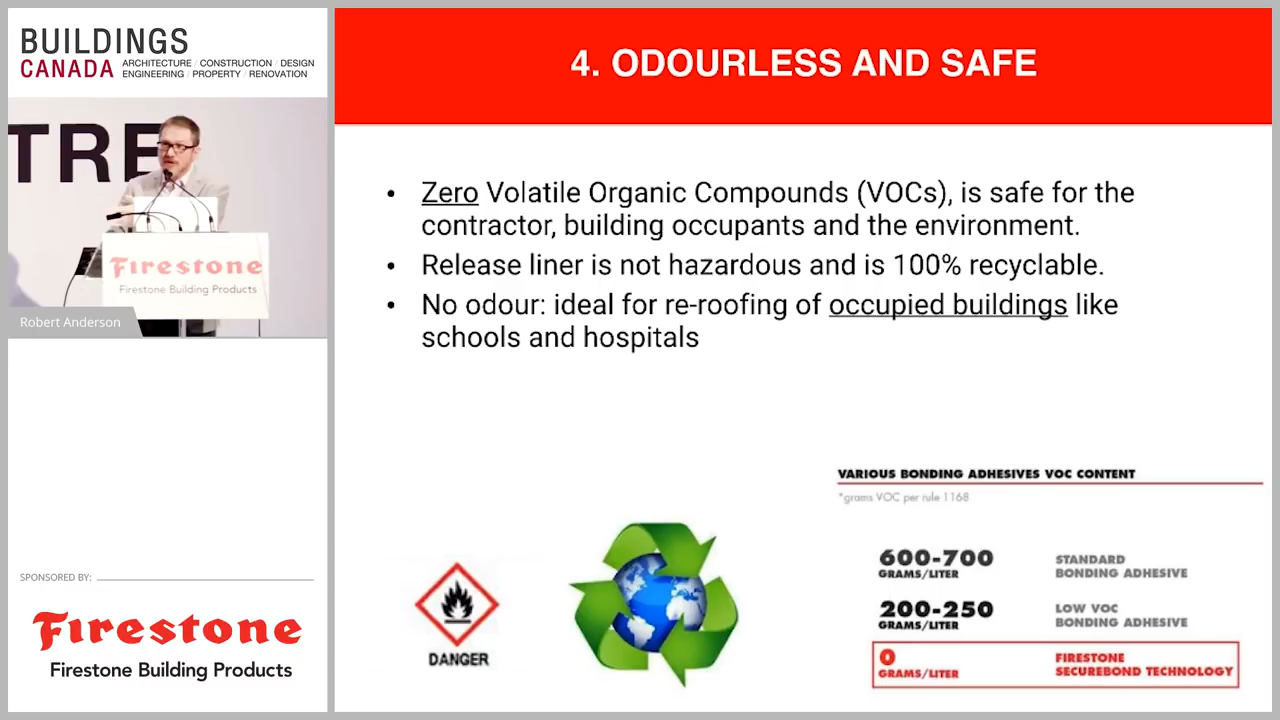 BUILDINGS
CANADA
ARCHITECTURE / CONSTRUCTION / DESIGN
ENGINEERING / PROPERTY / RENOVATION
TRE
Firestone
Firestone Building Products
Robert Anderson
SPONSORED BY:
Firestone
Firestone Building Products
4. ODOURLESS AND SAFE
• Zero Volatile Organic Compounds (VOCs), is safe for the
contractor, building occupants and the environment.
• Release liner is not hazardous and is 100% recyclable.
• No odour: ideal for re-roofing of occupied buildings like
schools and hospitals
DANGER
VARIOUS BONDING ADHESIVES VOC CONTENT
*grams VOC per rule 1168
600-700
GRAMS/LITER
STANDARD
BONDING ADHESIVE
200-250
GRAMS/LITER
LOW VOC
BONDING ADHESIVE
0
GRAMS/LITER
FIRESTONE
SECUREBOND TECHNOLOGY